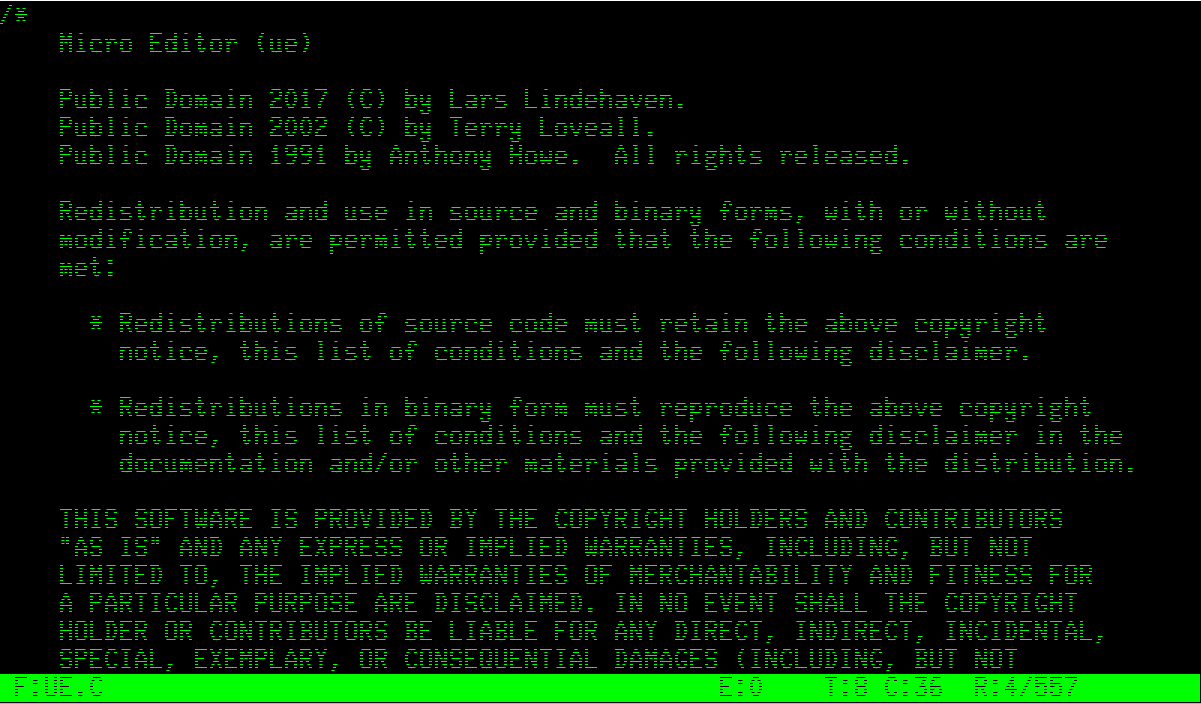 /*
Micro Editor (ue)
Public Domain 2017 (C) by Lars Lindehaven.
Public Domain 2002 (C) by Terry Loveall.
Public Domain 1991 by Anthony Howe.  All rights released.
Redistribution and use in source and binary forms, with or without
modification, are permitted provided that the following conditions are
met:
* Redistributions of source code must retain the above copyright
notice, this list of conditions and the following disclaimer.
* Redistributions in binary form must reproduce the above copyright
notice, this list of conditions and the following disclaimer in the
documentation and/or other materials provided with the distribution.
THIS SOFTWARE IS PROVIDED BY THE COPYRIGHT HOLDERS AND CONTRIBUTORS
"AS IS" AND ANY EXPRESS OR IMPLIED WARRANTIES, INCLUDING, BUT NOT
LIMITED TO, THE IMPLIED WARRANTIES OF MERCHANTABILITY AND FITNESS FOR
A PARTICULAR PURPOSE ARE DISCLAIMED. IN NO EVENT SHALL THE COPYRIGHT
HOLDER OR CONTRIBUTORS BE LIABLE FOR ANY DIRECT, INDIRECT, INCIDENTAL,
SPECIAL, EXEMPLARY, OR CONSEQUENTIAL DAMAGES (INCLUDING, BUT NOT
F:UE.C E:0 T:8 C:36 R:4/557